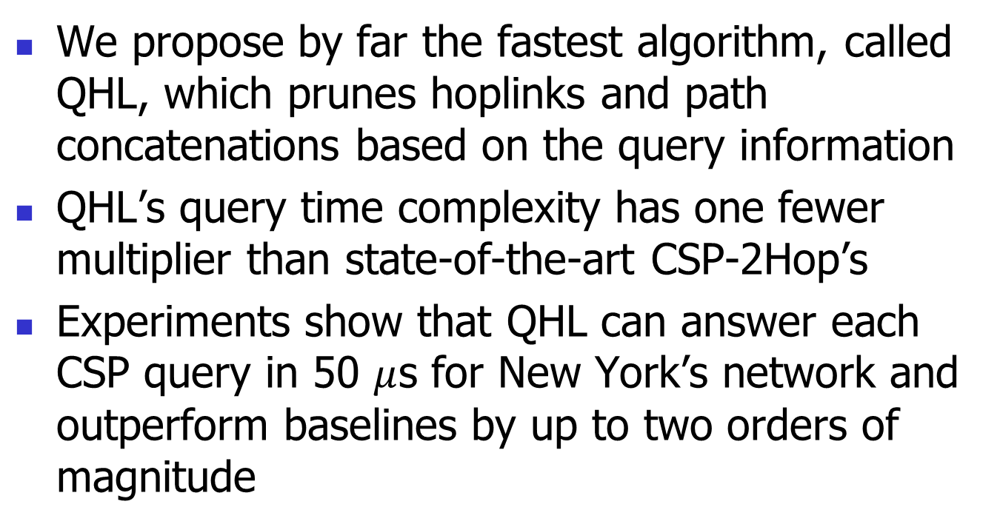 We propose by far the fastest algorithm, called
QHL, which prunes hoplinks and path
concatenations based on the query information
QHL’s query time complexity has one fewer
multiplier than state-of-the-art CSP-2Hop’s
Experiments show that QHL can answer each
CSP query in 50 𝜇s for New York’s network and
outperform baselines by up to two orders of
magnitude